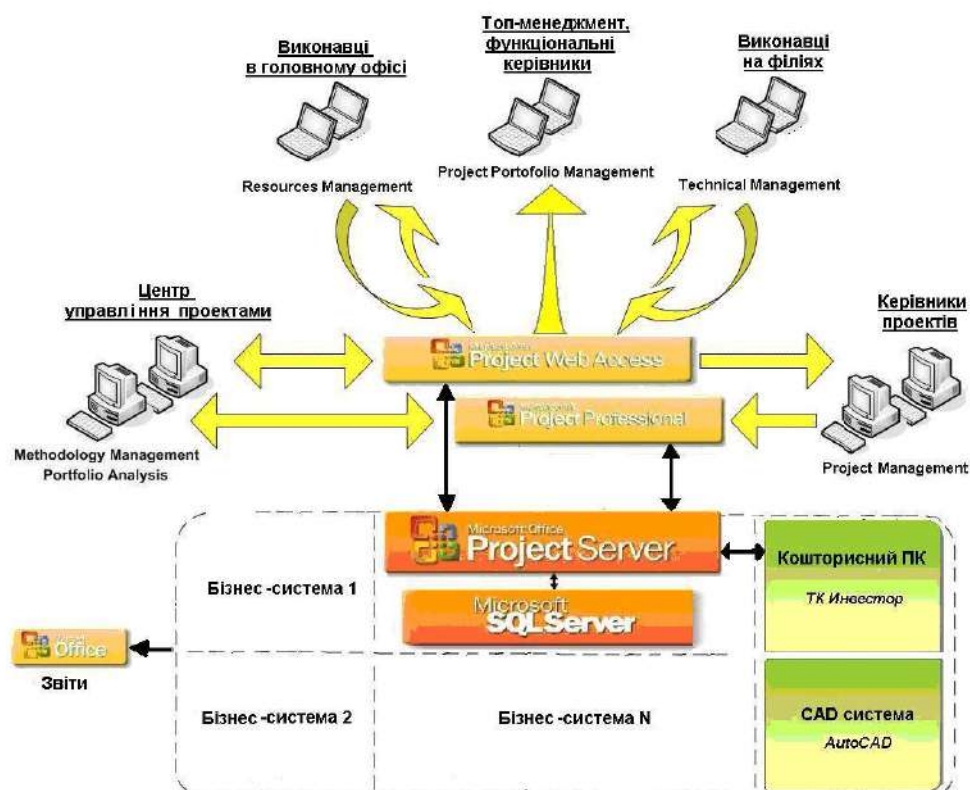 Виконавці
в головному офісі
Топ-менеджмент,
функціональні
керівники
Виконавці
на філіях
Resources Management
Project Portofolio Management
Technical Management
Центр
управління проектами
Керівники
проектів
Project Web Access
Project Professional
Methodology Management
Portfolio Analysis
Project Management
Microsoft Office
Project Server
Кошторисний ПК
Бізнес-система 1
ТК Инвестор
Microsoft
SQL Server
Office
Звіти
Бізнес -система 2
Бізнес -система N
CAD система
AutoCAD